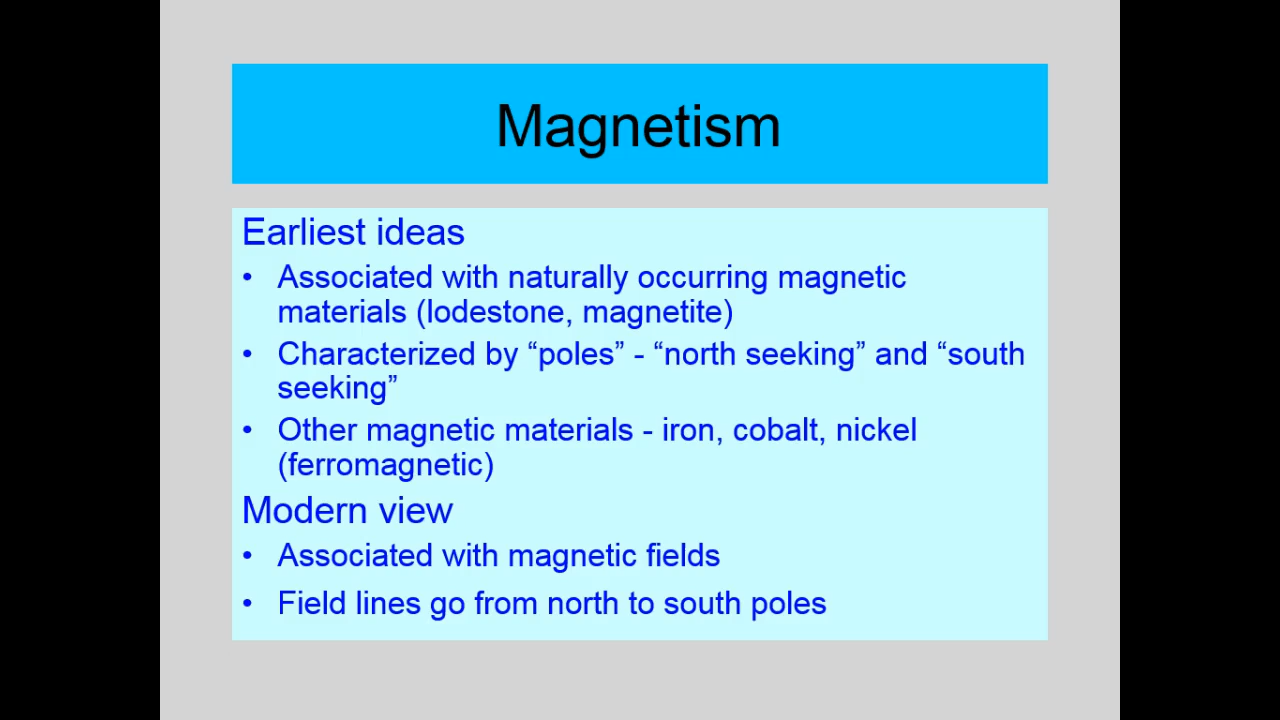 Magnetism
Earliest ideas
• Associated with naturally occurring magnetic
materials (lodestone, magnetite)
• Characterized by “poles” - “north seeking” and “south
seeking”
• Other magnetic materials - iron, cobalt, nickel
(ferromagnetic)
Modern view
• Associated with magnetic fields
• Field lines go from north to south poles